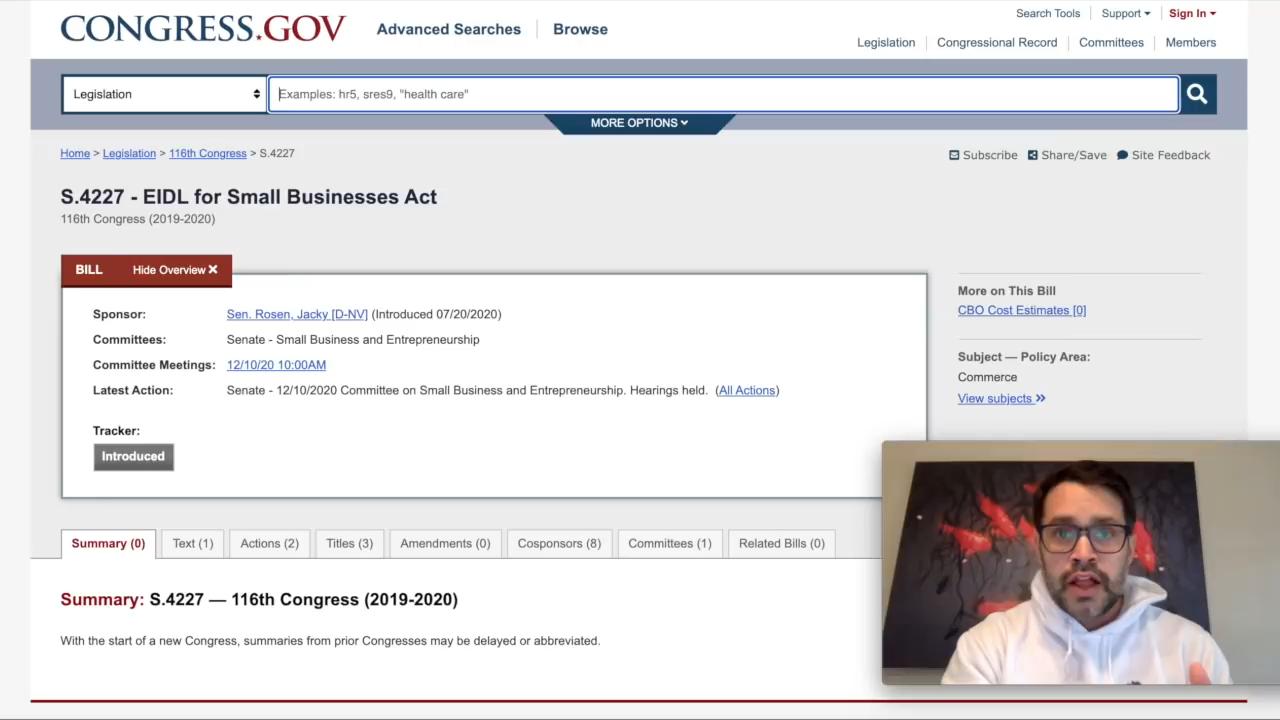 CONGRESS.GOV
Advanced Searches
Browse
Search Tools
Support
Sign In
Legislation
Congressional Record
Committees
Members
Legislation
Examples: hr5, sres9, "health care"
MORE OPTIONS
Home > Legislation > 116th Congress > S.4227
Subscribe
Share/Save
Site Feedback
S.4227 - EIDL for Small Businesses Act
116th Congress (2019-2020)
BILL
Hide Overview
Sponsor: Sen. Rosen, Jacky [D-NV] (Introduced 07/20/2020)
Committees: Senate - Small Business and Entrepreneurship
Committee Meetings: 12/10/20 10:00AM
Latest Action: Senate - 12/10/2020 Committee on Small Business and Entrepreneurship. Hearings held. (All Actions)
Tracker:
Introduced
More on This Bill
CBO Cost Estimates [0]
Subject — Policy Area:
Commerce
View subjects
Summary (0)
Text (1)
Actions (2)
Titles (3)
Amendments (0)
Cosponsors (8)
Committees (1)
Related Bills (0)
Summary: S.4227 — 116th Congress (2019-2020)
With the start of a new Congress, summaries from prior Congresses may be delayed or abbreviated.